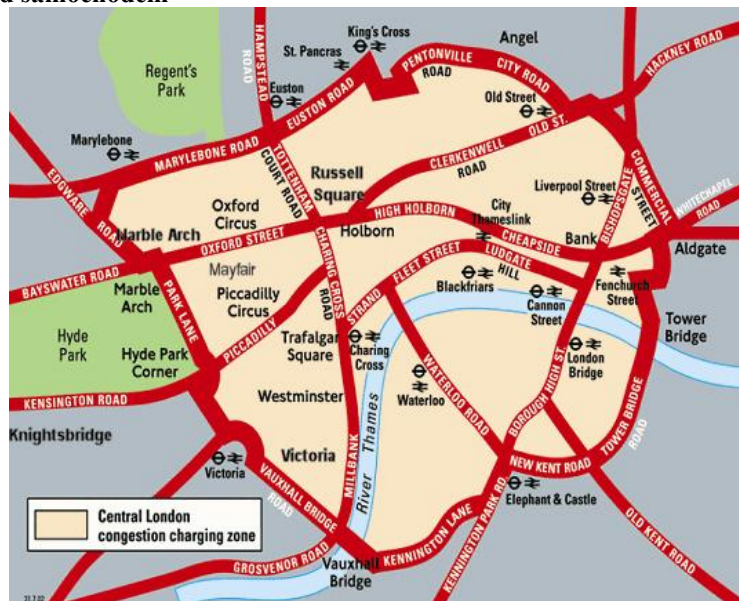 d samochodem
King's Cross
Angel
St. Pancras
HAMPSTEAD
ROAD
PENTONVILLE
ROAD
CITY ROAD
HACKNEY ROAD
Regent's
Park
Euston
EUSTON ROAD
Old Street
OLD ST.
Marylebone
MARYLEBONE ROAD
TOTTENHAM
COURT ROAD
Russell
Square
CLERKENWELL
ROAD
COMMERCIAL
STREET
EDGWARE
ROAD
Oxford
Circus
Liverpool Street
BISHOPSGATE
WHITECHAPEL
ROAD
City
Thameslink
Marble Arch
OXFORD STREET
Holborn
HIGH HOLBORN
CHEAPSIDE
Bank
Aldgate
BAYSWATER ROAD
Marble
Arch
PARK LANE
Mayfair
CHARING CROSS
ROAD
STRAND
FLEET STREET
LUDGATE
HILL
Fenchurch
Street
Piccadilly
Circus
PICCADILLY
Blackfriars
Cannon
Street
Hyde
Park
Hyde Park
Corner
Trafalgar
Square
Charing
Cross
Tower
Bridge
London
Bridge
KENSINGTON ROAD
Westminster
Waterloo
WATERLOO ROAD
BOROUGH HIGH ST.
TOWER BRIDGE
ROAD
Knightsbridge
Victoria
Victoria
MILLBANK
River Thames
NEW KENT ROAD
VAUXHALL BRIDGE
ROAD
Elephant & Castle
Central London
congestion charging zone
KENNINGTON LANE
KENNINGTON PARK RD.
OLD KENT ROAD
GROSVENOR ROAD
Vauxhall
Bridge